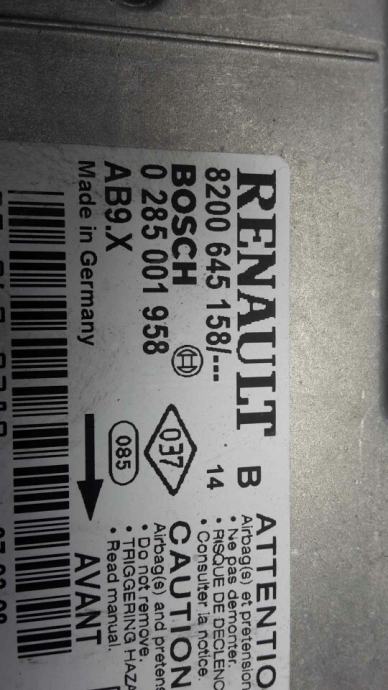 RENAULT B
8200 645 158/--- 14
BOSCH
0 285 001 958
037
AB9.X
085
Made in Germany
AVANT
ATTENTIO
Airbag(s) et pretension
• Ne pas demonter.
• RISQUE DE DECLENC
• Consulter la notice.
CAUTION
Airbag(s) and pretens
• Do not remove.
• TRIGGERING HAZA
• Read manual.